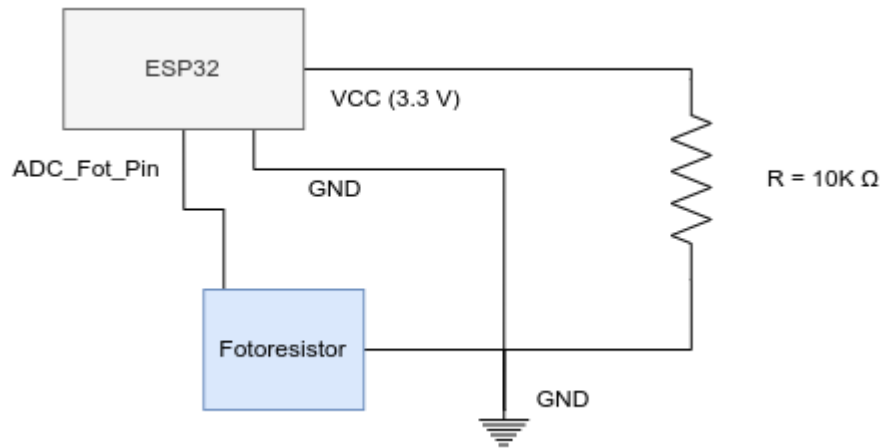 ESP32
VCC (3.3 V)
ADC_Fot_Pin
GND
R = 10K Ω
Fotoresistor
GND